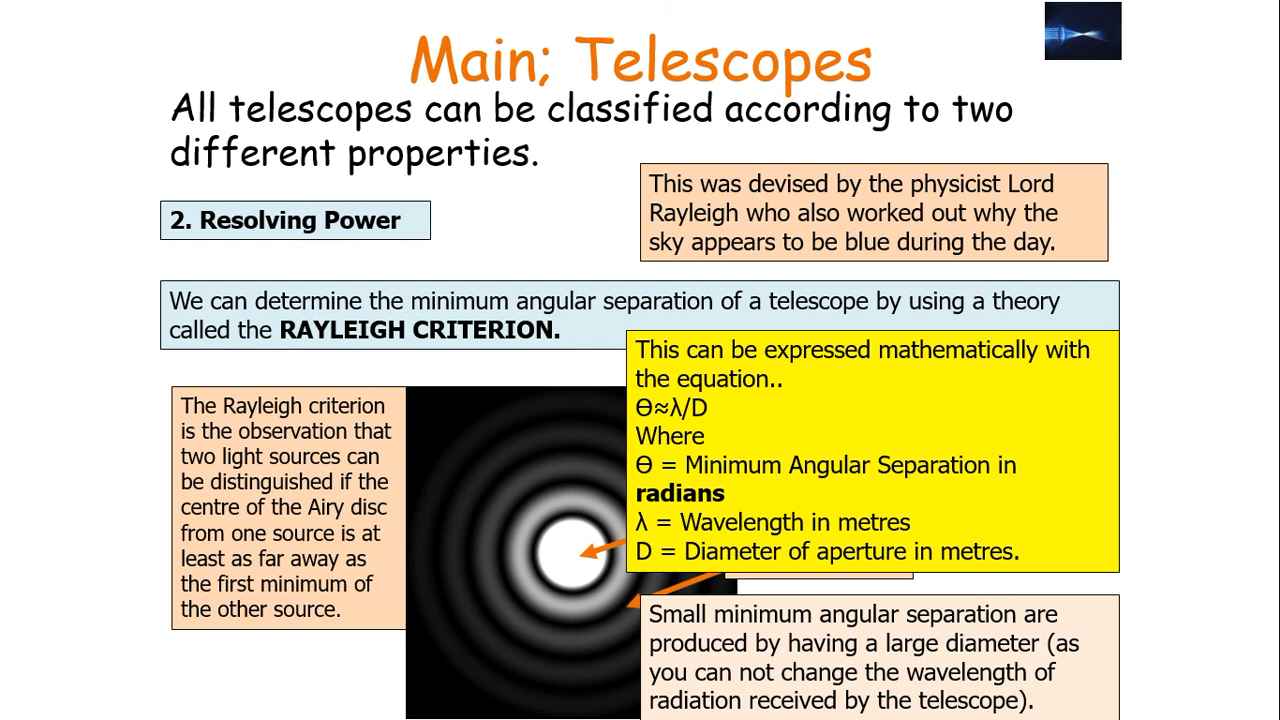 Main; Telescopes
All telescopes can be classified according to two
different properties.
This was devised by the physicist Lord
Rayleigh who also worked out why the
sky appears to be blue during the day.
2. Resolving Power
We can determine the minimum angular separation of a telescope by using a theory
called the RAYLEIGH CRITERION.
The Rayleigh criterion
is the observation that
two light sources can
be distinguished if the
centre of the Airy disc
from one source is at
least as far away as
the first minimum of
the other source.
This can be expressed mathematically with
the equation..
ϴ≈λ/D
Where
ϴ = Minimum Angular Separation in
radians
λ = Wavelength in metres
D = Diameter of aperture in metres.
Small minimum angular separation are
produced by having a large diameter (as
you can not change the wavelength of
radiation received by the telescope).